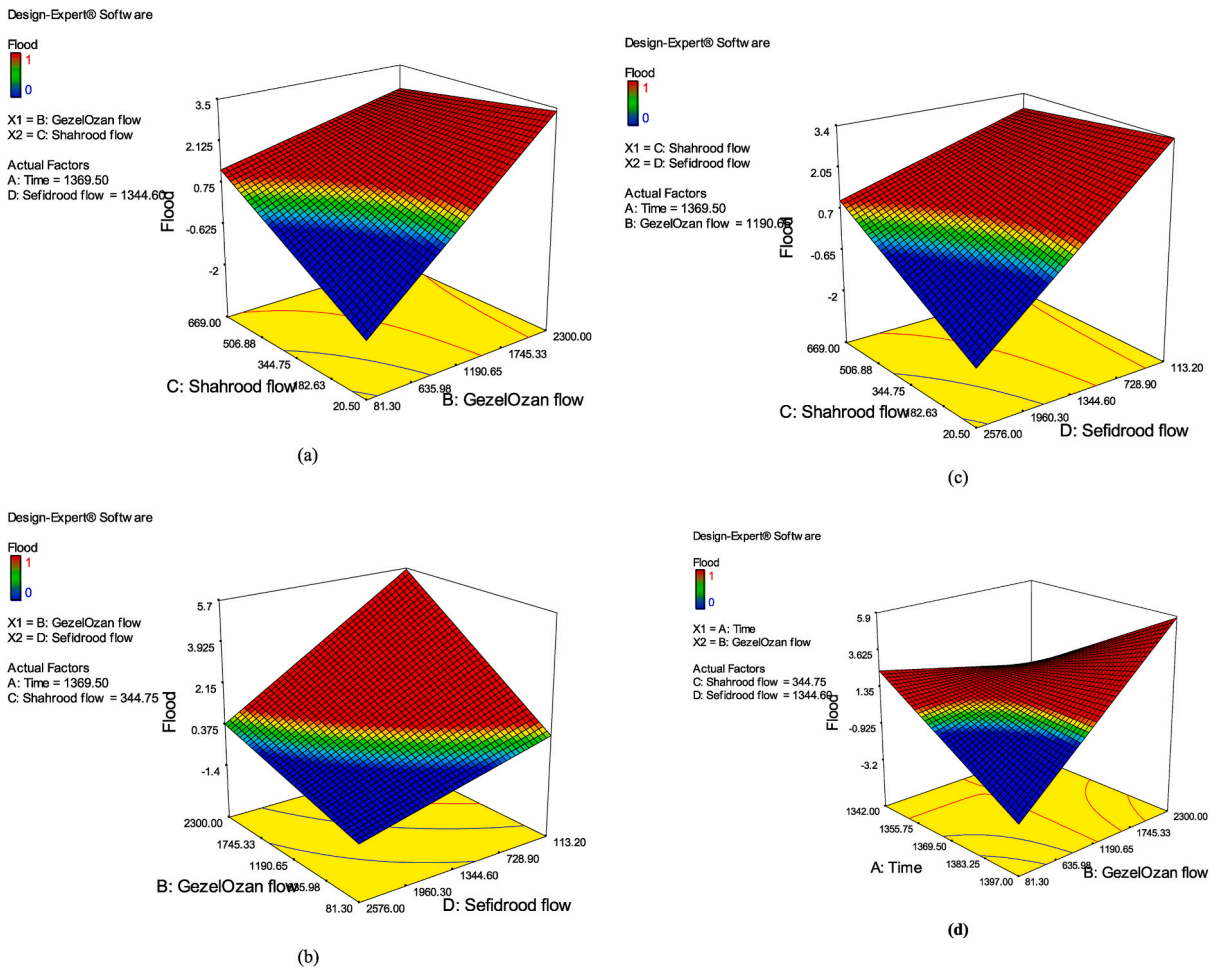 Design-Expert® Software
Flood
1
0
X1 = B: GezelOzan flow
X2 = C: Shahrood flow
Actual Factors
A: Time = 1369.50
D: Sefidrood flow = 1344.60
3.5
2.125
0.75
-0.625
-2
Flood
669.00
506.88
344.75
182.63
20.50
C: Shahrood flow
81.30
635.98
1190.65
1745.33
2300.00
B: GezelOzan flow
(a)
Design-Expert® Software
Flood
1
0
X1 = C: Shahrood flow
X2 = D: Sefidrood flow
Actual Factors
A: Time = 1369.50
B: GezelOzan flow = 1190.65
3.4
2.05
0.7
-0.65
-2
Flood
669.00
506.88
344.75
182.63
20.50
C: Shahrood flow
2576.00
1960.30
1344.60
728.90
113.20
D: Sefidrood flow
(c)
Design-Expert® Software
Flood
1
0
X1 = B: GezelOzan flow
X2 = D: Sefidrood flow
Actual Factors
A: Time = 1369.50
C: Shahrood flow = 344.75
5.7
3.925
2.15
0.375
-1.4
Flood
2300.00
1745.33
1190.65
635.98
81.30
B: GezelOzan flow
2576.00
1960.30
1344.60
728.90
113.20
D: Sefidrood flow
(b)
Design-Expert® Software
Flood
1
0
X1 = A: Time
X2 = B: GezelOzan flow
Actual Factors
C: Shahrood flow = 344.75
D: Sefidrood flow = 1344.60
5.9
3.625
1.35
-0.925
-3.2
Flood
1342.00
1355.75
1369.50
1383.25
1397.00
A: Time
81.30
635.98
1190.65
1745.33
2300.00
B: GezelOzan flow
(d)